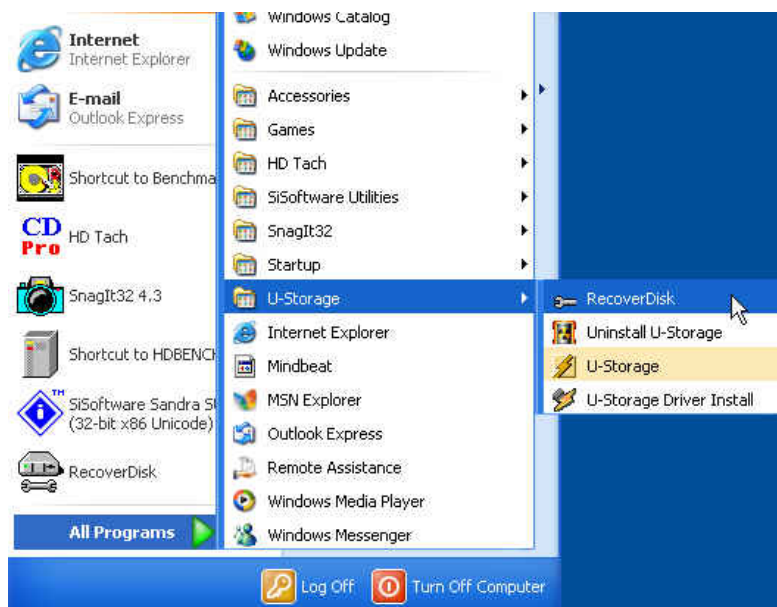 Internet
Internet Explorer
E-mail
Outlook Express
Shortcut to Benchma
CD
Pro
HD Tach
SnagIt32 4.3
Shortcut to HDBENCH
TM
SiSoftware Sandra S
(32-bit x86 Unicode)
RecoverDisk
All Programs
Windows Catalog
Windows Update
Accessories
Games
HD Tach
SiSoftware Utilities
SnagIt32
Startup
U-Storage
Internet Explorer
Mindbeat
MSN Explorer
Outlook Express
Remote Assistance
Windows Media Player
Windows Messenger
RecoverDisk
Uninstall U-Storage
U-Storage
U-Storage Driver Install
Log Off
Turn Off Computer